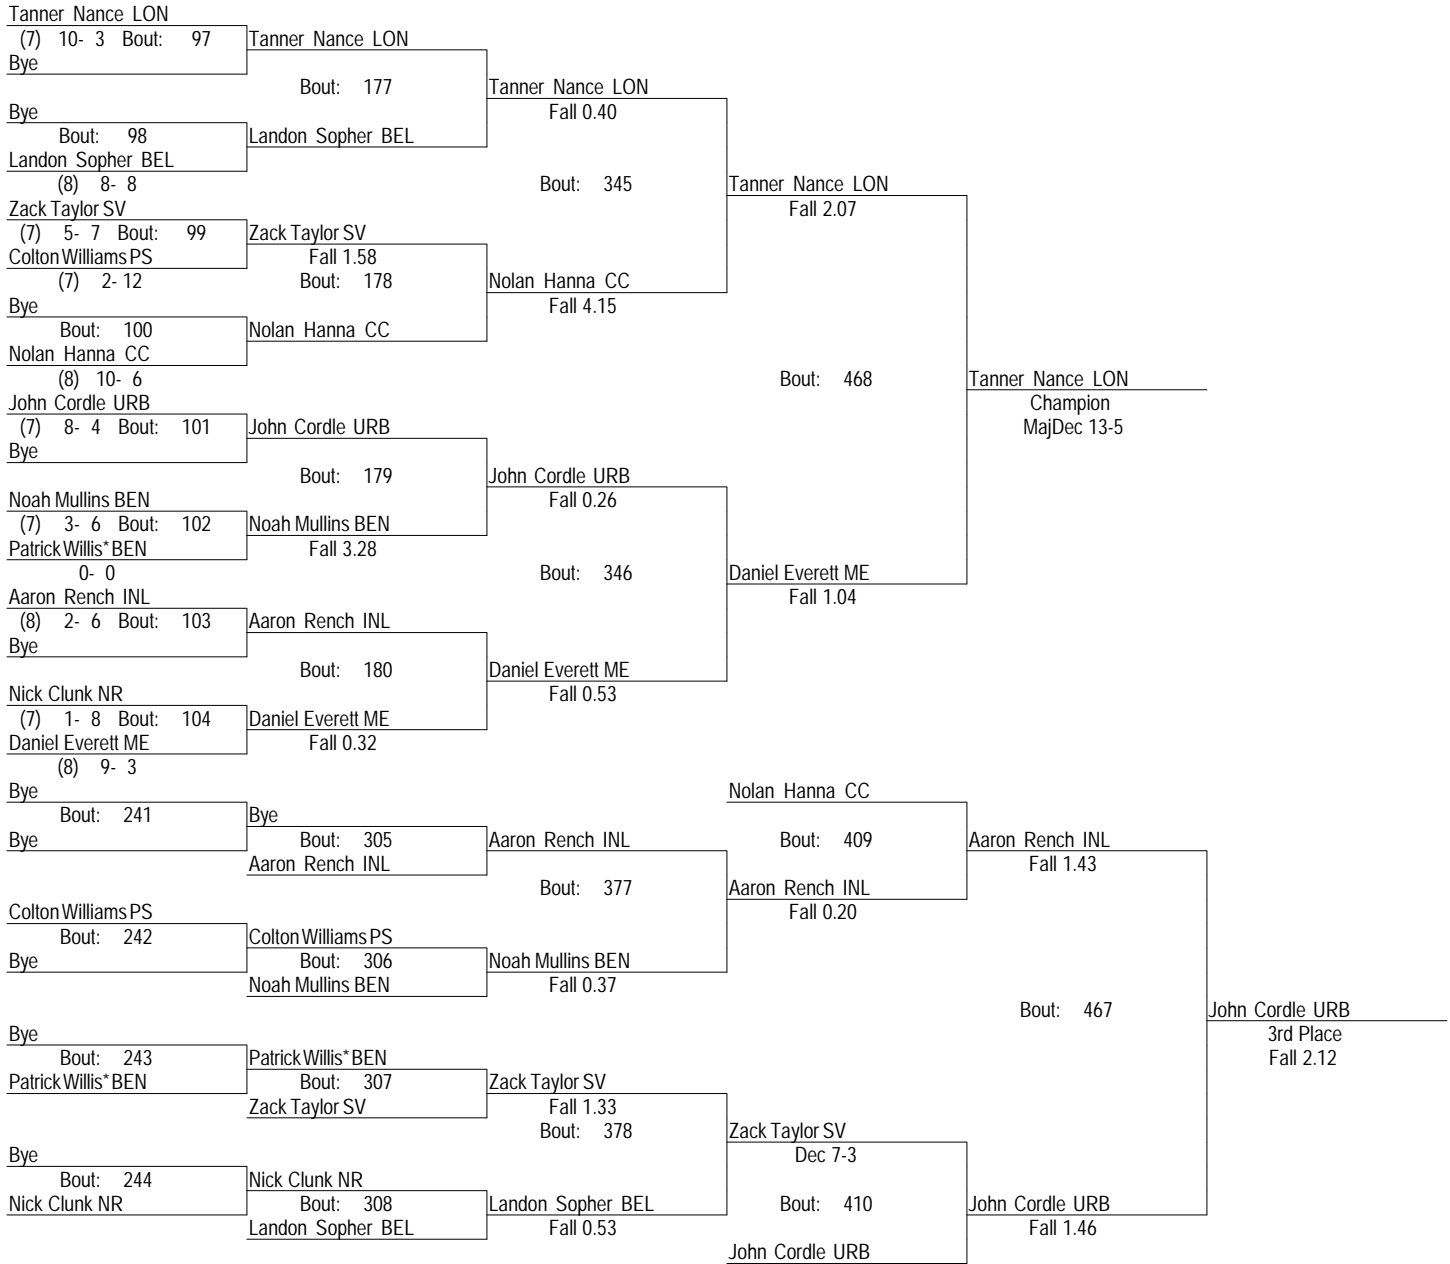 Tanner Nance LON
(7) 10- 3 Bout: 97 Tanner Nance LON
Bye
Bout: 177 Tanner Nance LON
Bye Fall 0.40
Bout: 98 Landon Sopher BEL
Landon Sopher BEL
(8) 8- 8 Bout: 345 Tanner Nance LON
Zack Taylor SV Fall 2.07
(7) 5- 7 Bout: 99 Zack Taylor SV
Colton Williams PS Fall 1.58
(7) 2- 12 Bout: 178 Nolan Hanna CC
Bye Fall 4.15
Bout: 100 Nolan Hanna CC
Nolan Hanna CC
(8) 10- 6 Bout: 468 Tanner Nance LON
John Cordle URB Champion
(7) 8- 4 Bout: 101 John Cordle URB MajDec 13-5
Bye
Bout: 179 John Cordle URB
Noah Mullins BEN Fall 0.26
(7) 3- 6 Bout: 102 Noah Mullins BEN
Patrick Willis* BEN Fall 3.28
0- 0 Bout: 346 Daniel Everett ME
Aaron Rench INL Fall 1.04
(8) 2- 6 Bout: 103 Aaron Rench INL
Bye
Bout: 180 Daniel Everett ME
Nick Clunk NR Fall 0.53
(7) 1- 8 Bout: 104 Daniel Everett ME
Daniel Everett ME Fall 0.32
(8) 9- 3
Bye Nolan Hanna CC
Bout: 241 Bye
Bye Bout: 305 Aaron Rench INL Bout: 409 Aaron Rench INL
Aaron Rench INL Fall 1.43
Bout: 377 Aaron Rench INL
Colton Williams PS Fall 0.20
Bout: 242 Colton Williams PS
Bye Bout: 306 Noah Mullins BEN
Noah Mullins BEN Fall 0.37
Bout: 467 John Cordle URB
Bye 3rd Place
Bout: 243 Patrick Willis* BEN Fall 2.12
Patrick Willis* BEN Bout: 307 Zack Taylor SV
Zack Taylor SV Fall 1.33
Bout: 378 Zack Taylor SV
Bye Dec 7-3
Bout: 244 Nick Clunk NR
Nick Clunk NR Bout: 308 Landon Sopher BEL Bout: 410 John Cordle URB
Landon Sopher BEL Fall 0.53 Fall 1.46
John Cordle URB